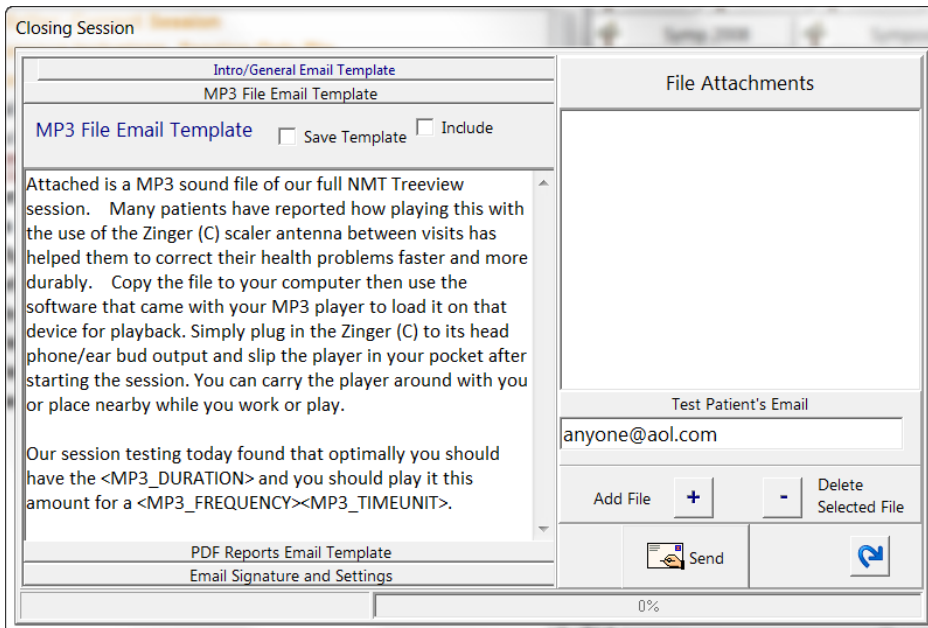 Session
Symp 2008
Closing Session
Intro/General Email Template
MP3 File Email Template
MP3 File Email Template
Save Template
Include
Attached is a MP3 sound file of our full NMT Treeview
session.    Many patients have reported how playing this with
the use of the Zinger (C) scaler antenna between visits has
helped them to correct their health problems faster and more
durably.    Copy the file to your computer then use the
software that came with your MP3 player to load it on that
device for playback. Simply plug in the Zinger (C) to its head
phone/ear bud output and slip the player in your pocket after
starting the session. You can carry the player around with you
or place nearby while you work or play.
Our session testing today found that optimally you should
have the <MP3_DURATION> and you should play it this
amount for a <MP3_FREQUENCY><MP3_TIMEUNIT>.
PDF Reports Email Template
Email Signature and Settings
File Attachments
Test Patient's Email
anyone@aol.com
Add File
+
-
Delete
Selected File
Send
0%